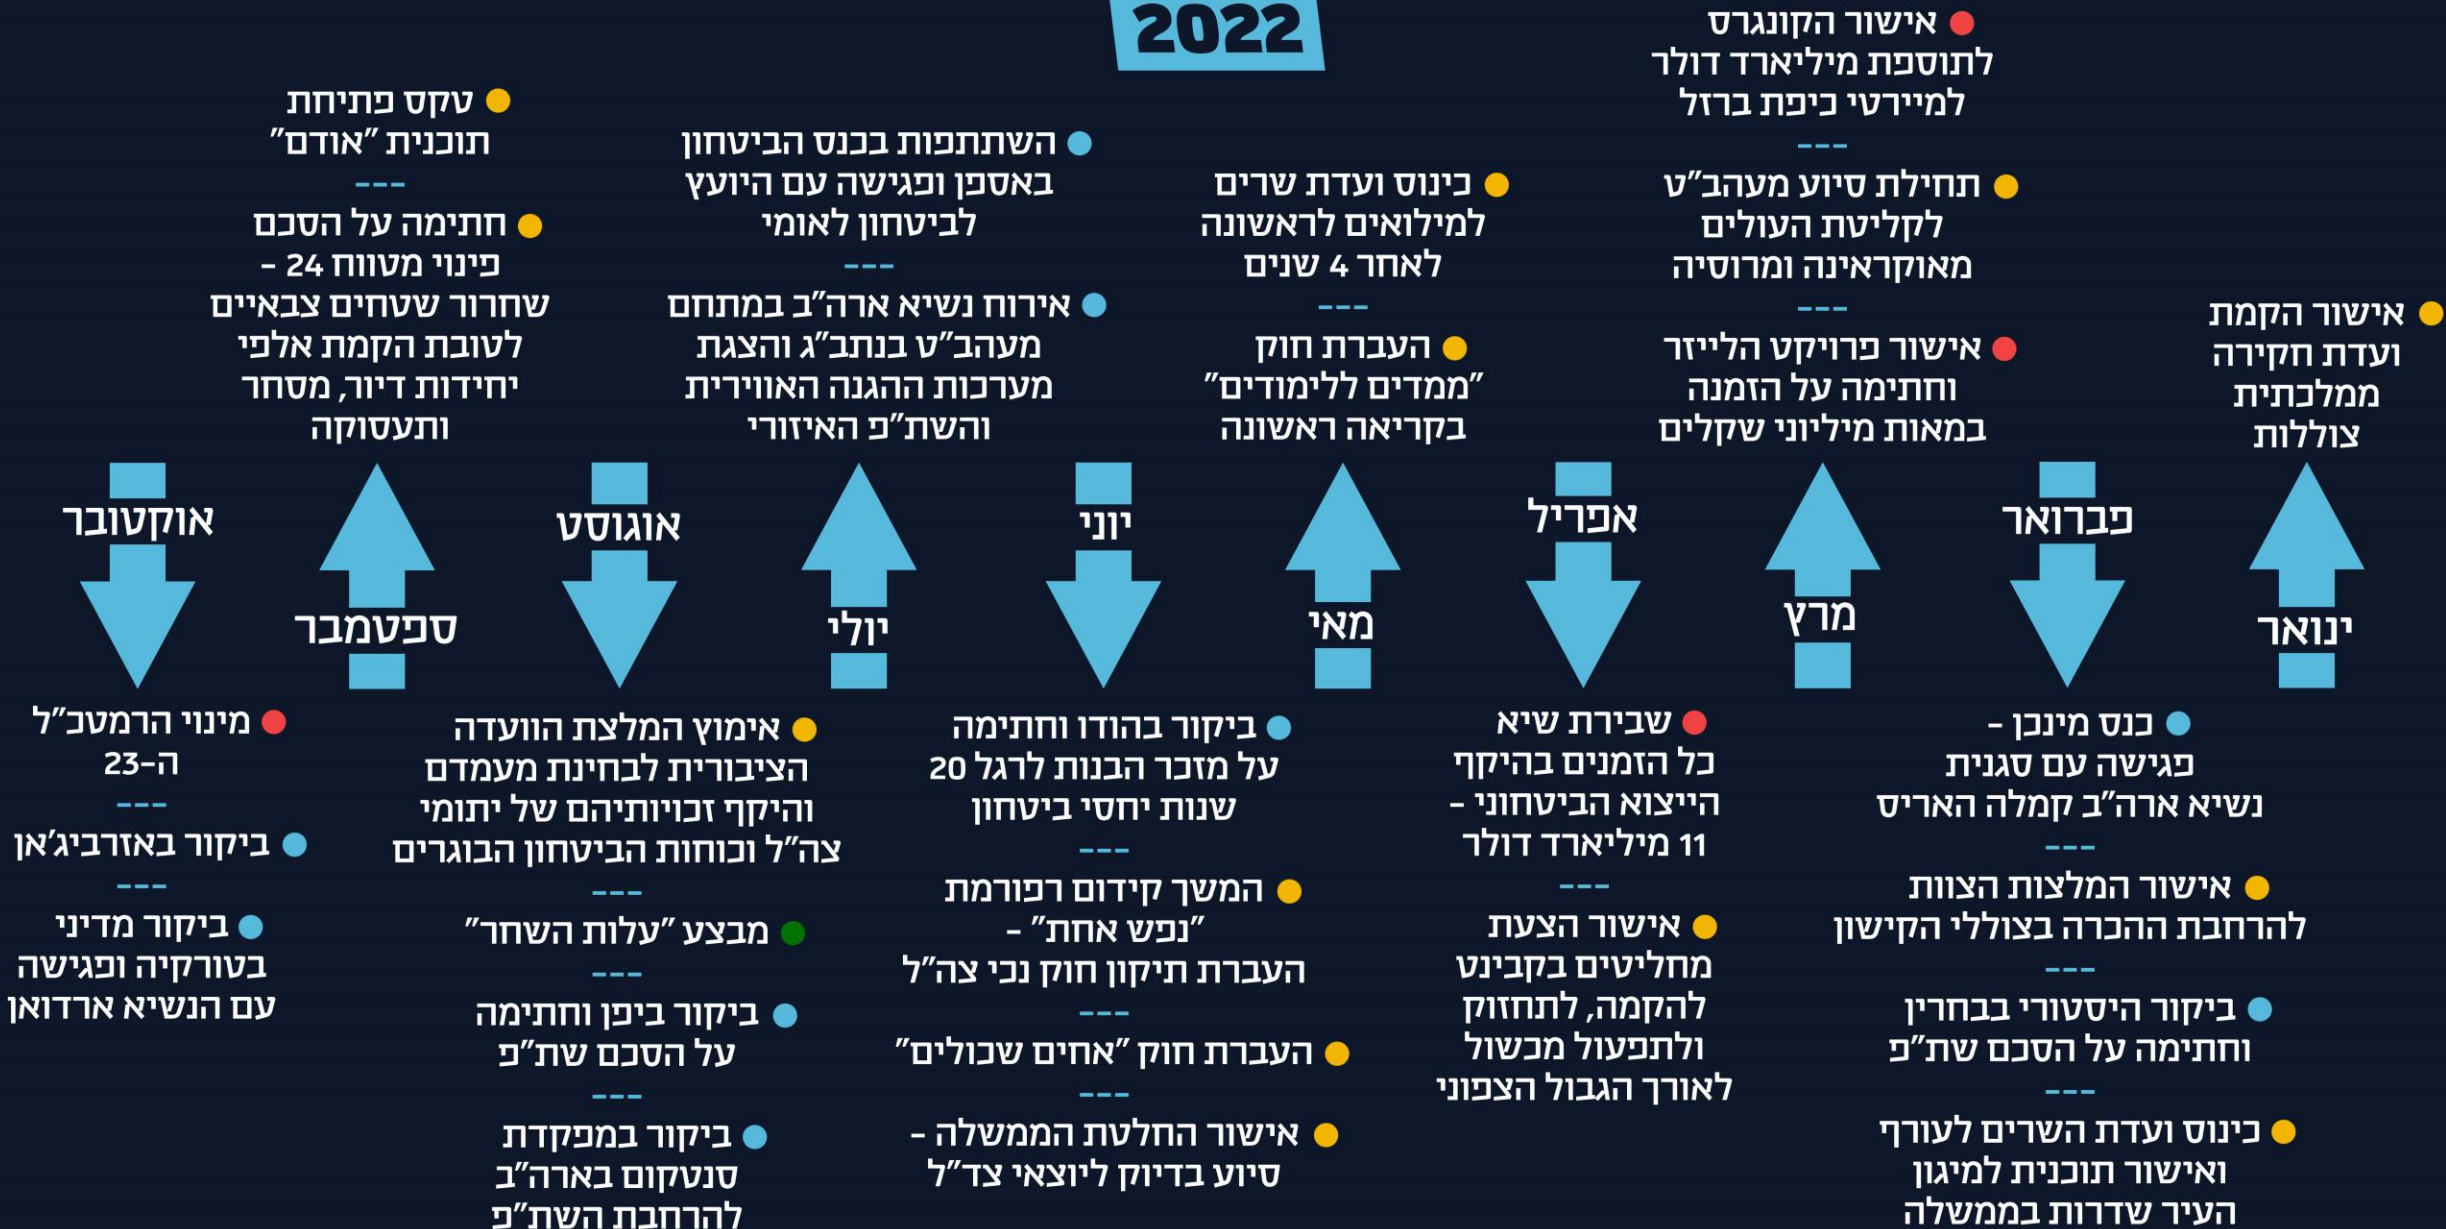 2022
אישור הקמת
ועדת חקירה
ממלכתית
צוללות
ינואר
פברואר
כנס מינכן -
פגישה עם סגנית
נשיא ארה"ב קמלה האריס
---
אישור המלצות הצוות
להרחבת ההכרה בצוללי הקישון
---
ביקור היסטורי בבחרין
וחתימה על הסכם שת"פ
---
כינוס ועדת השרים לעורף
ואישור תוכנית למיגון
העיר שדרות בממשלה
אישור הקונגרס
לתוספת מיליארד דולר
למיירטי כיפת ברזל
---
תחילת סיוע מעהב"ט
לקליטת העולים
מאוקראינה ומרוסיה
---
אישור פרויקט הלייזר
וחתימה על הזמנה
במאות מיליוני שקלים
מרץ
אפריל
שבירת שיא
כל הזמנים בהיקף
הייצוא הביטחוני -
11 מיליארד דולר
---
אישור הצעת
מחליטים בקבינט
להקמה, לתחזוק
ולתפעול מכשול
לאורך הגבול הצפוני
כינוס ועדת שרים
למילואים לראשונה
לאחר 4 שנים
---
העברת חוק
"ממדים ללימודים"
בקריאה ראשונה
מאי
יוני
ביקור בהודו וחתימה
על מזכר הבנות לרגל 20
שנות יחסי ביטחון
---
המשך קידום רפורמת
"נפש אחת" -
העברת תיקון חוק נכי צה"ל
---
העברת חוק "אחים שכולים"
---
אישור החלטת הממשלה -
סיוע בדיוק ליוצאי צד"ל
השתתפות בכנס הביטחון
באספן ופגישה עם היועץ
לביטחון לאומי
---
אירוח נשיא ארה"ב במתחם
מעהב"ט בנתב"ג והצגת
מערכות ההגנה האווירית
והשת"פ האיזורי
יולי
אוגוסט
אימוץ המלצת הוועדה
הציבורית לבחינת מעמדם
והיקף זכויותיהם של יתומי
צה"ל וכוחות הביטחון הבוגרים
---
מבצע "עלות השחר"
---
ביקור ביפן וחתימה
על הסכם שת"פ
---
ביקור במפקדת
סנטקום בארה"ב
להרחבת השת"פ
טקס פתיחת
תוכנית "אודם"
---
חתימה על הסכם
פינוי מטווח 24 -
שחרור שטחים צבאיים
לטובת הקמת אלפי
יחידות דיור, מסחר
ותעסוקה
ספטמבר
אוקטובר
מינוי הרמטכ"ל
ה-23
---
ביקור באזרביג'אן
---
ביקור מדיני
בטורקיה ופגישה
עם הנשיא ארדואן